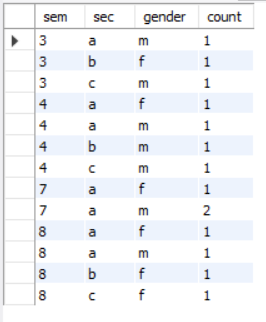 sem sec gender count
3 a m 1
3 b f 1
3 c m 1
4 a f 1
4 a m 1
4 b m 1
4 c m 1
7 a f 1
7 a m 2
8 a f 1
8 a m 1
8 b f 1
8 c f 1